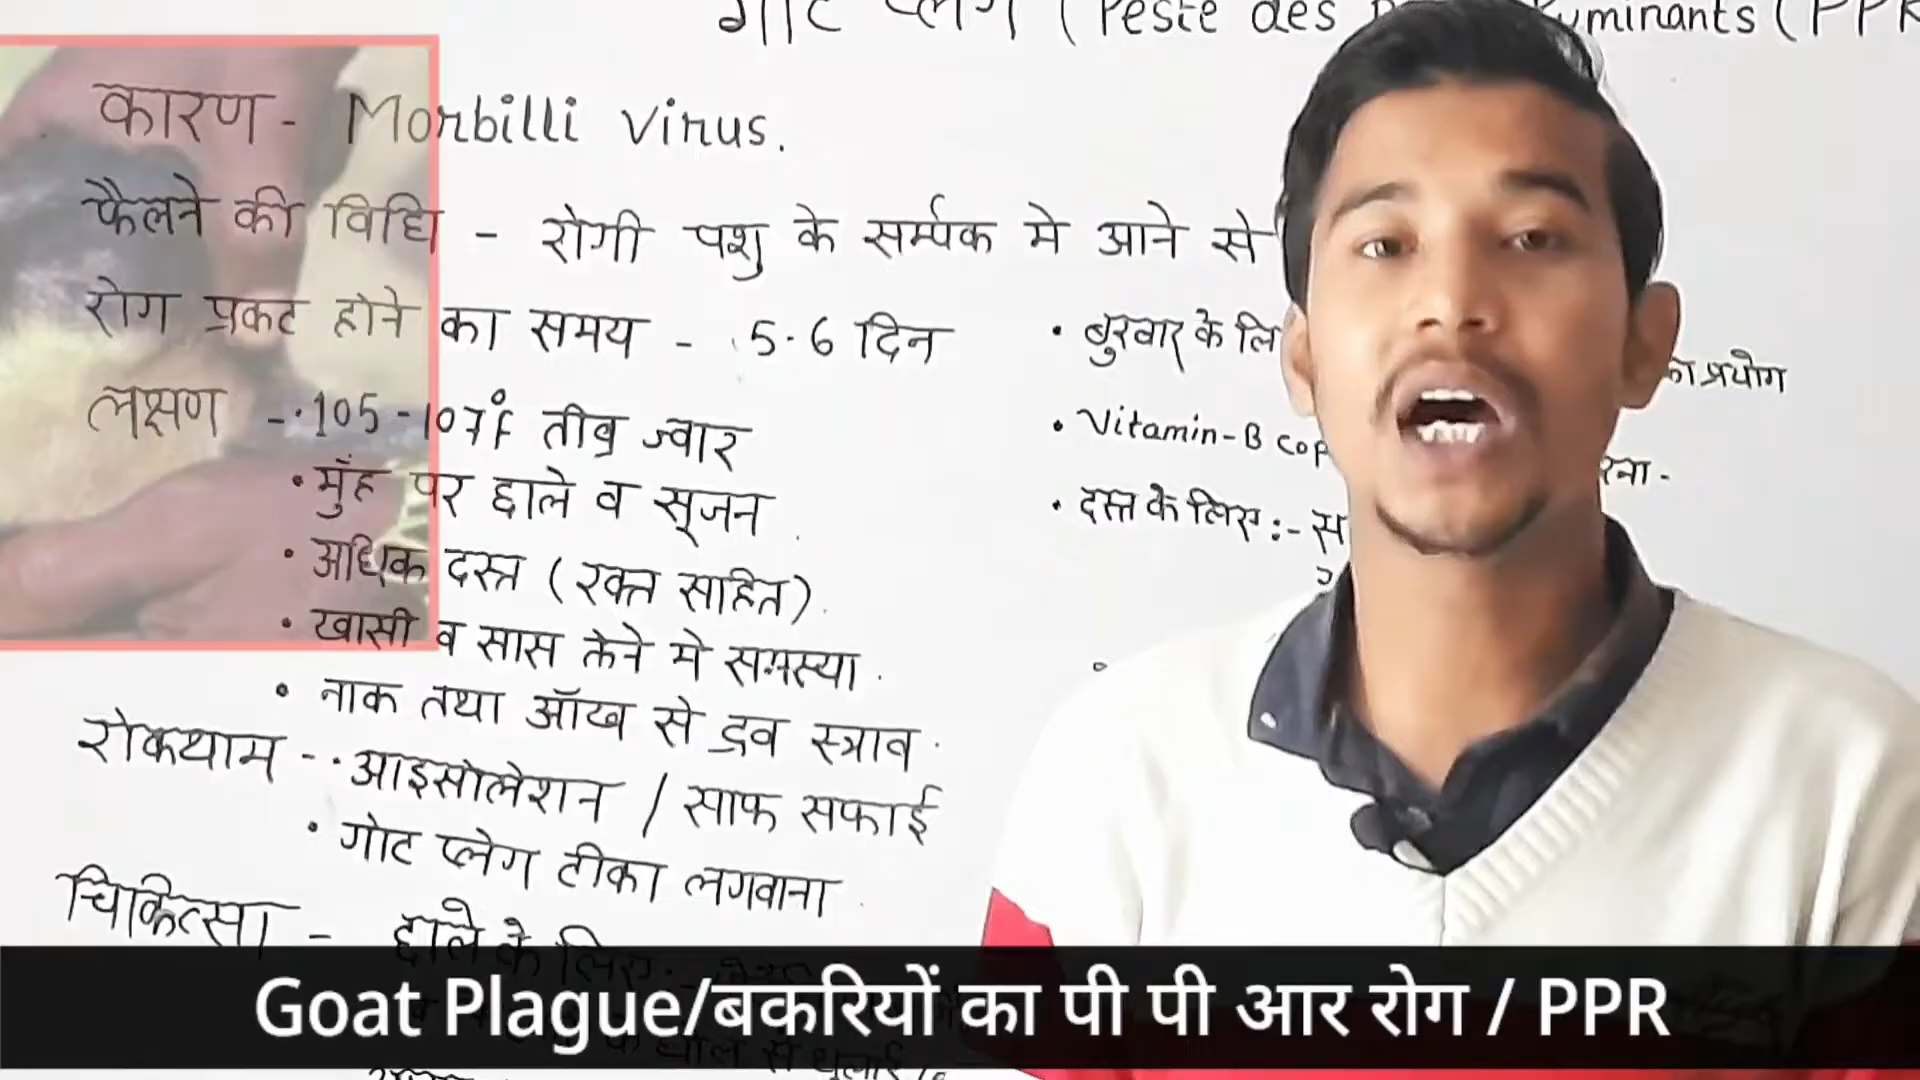 गोट प्लेग (Peste des Ruminants (PPR
कारण - Morbilli Virus.
फैलने की विधि - रोगी पशु के सर्म्पक मे आने से
रोग प्रकट होने का समय - 5-6 दिन
लक्षण - • 105-107°f तीव्र ज्वार
• मुँह पर छाले व सूजन
• अधिक दस्त (रक्त साहित)
• खासी व सास लेने मे समस्या
• नाक तथा आँख से द्रव स्त्राव
रोकथाम - • आइसोलेशन / साफ सफाई
• गोट प्लेग टीका लगवाना
चिकित्सा - छाले के लिए
• बुखार के लि का प्रयोग
• Vitamin-B cop
• दस्त के लिए :- स
Goat Plague/बकरियों का पी पी आर रोग / PPR